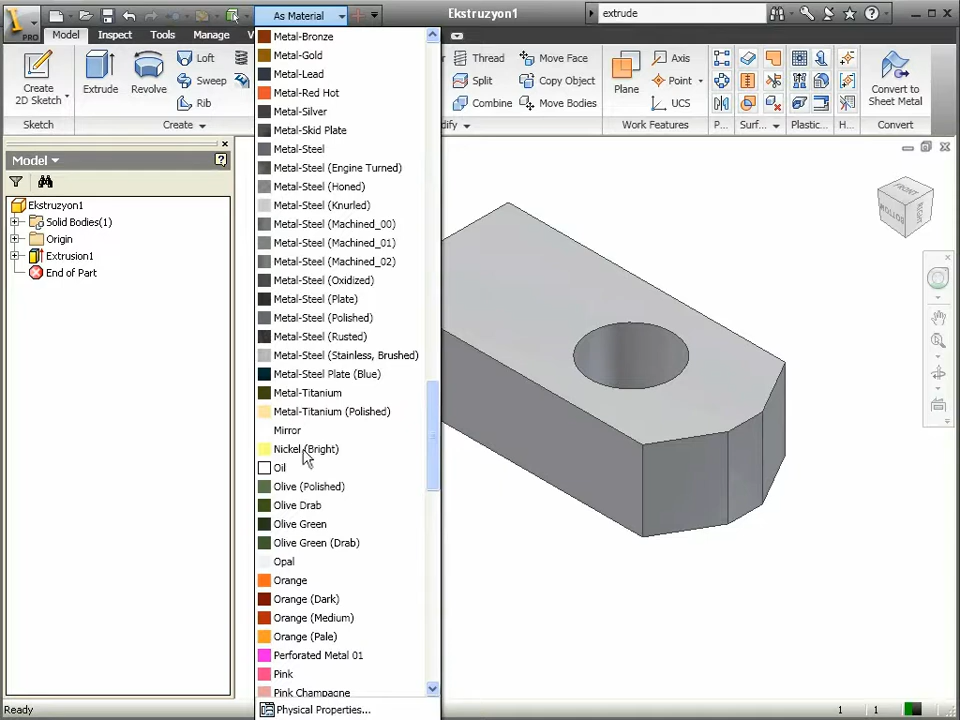 PRO
As Material
Ekstruzyon1
extrude
Model
Inspect
Tools
Manage
V
Create
2D Sketch
Extrude
Revolve
Loft
Sweep
Rib
Thread
Split
Combine
Move Face
Copy Object
Move Bodies
Plane
Axis
Point
UCS
Convert to
Sheet Metal
Sketch
Create
dify
Work Features
P...
Surf...
Plastic...
H...
Convert
Model
Ekstruzyon1
Solid Bodies(1)
Origin
Extrusion1
End of Part
Metal-Bronze
Metal-Gold
Metal-Lead
Metal-Red Hot
Metal-Silver
Metal-Skid Plate
Metal-Steel
Metal-Steel (Engine Turned)
Metal-Steel (Honed)
Metal-Steel (Knurled)
Metal-Steel (Machined_00)
Metal-Steel (Machined_01)
Metal-Steel (Machined_02)
Metal-Steel (Oxidized)
Metal-Steel (Plate)
Metal-Steel (Polished)
Metal-Steel (Rusted)
Metal-Steel (Stainless, Brushed)
Metal-Steel Plate (Blue)
Metal-Titanium
Metal-Titanium (Polished)
Mirror
Nickel (Bright)
Oil
Olive (Polished)
Olive Drab
Olive Green
Olive Green (Drab)
Opal
Orange
Orange (Dark)
Orange (Medium)
Orange (Pale)
Perforated Metal 01
Pink
Pink Champagne
Physical Properties...
FRONT
BOTTOM
RIGHT
Ready
1
1